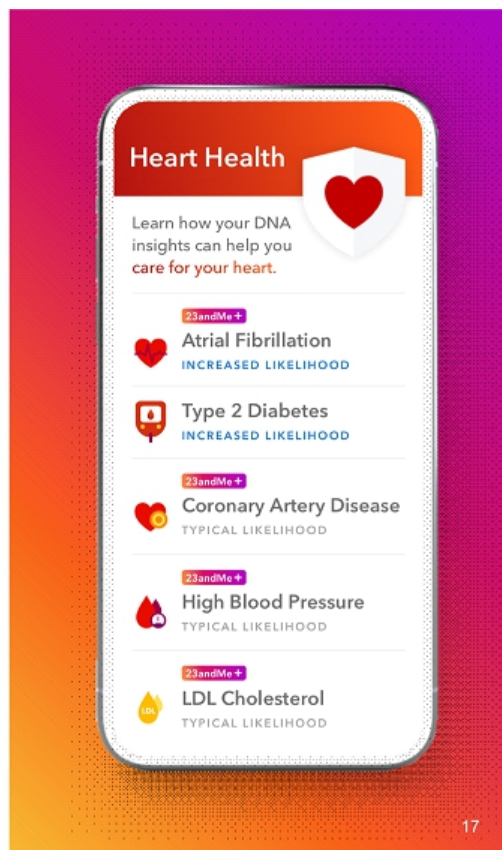 Heart Health
Learn how your DNA
insights can help you
care for your heart.
23andMe+
Atrial Fibrillation
INCREASED LIKELIHOOD
Type 2 Diabetes
INCREASED LIKELIHOOD
23andMe+
Coronary Artery Disease
TYPICAL LIKELIHOOD
23andMe+
High Blood Pressure
TYPICAL LIKELIHOOD
23andMe+
LDL Cholesterol
LDL
TYPICAL LIKELIHOOD
17